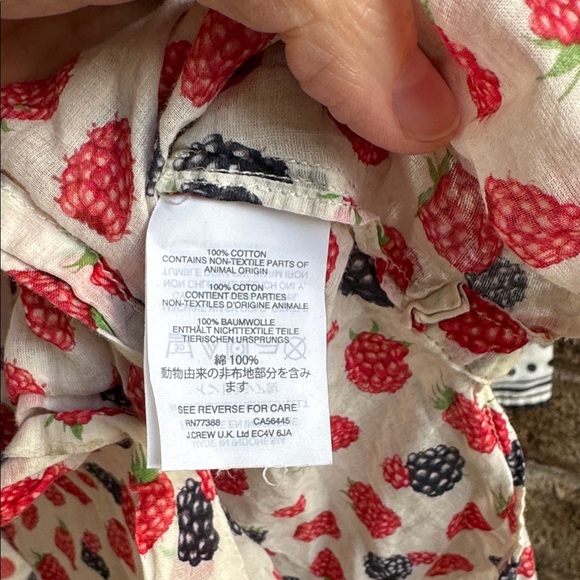 100% COTTON
CONTAINS NON-TEXTILE PARTS OF
ANIMAL ORIGIN
100% COTON
CONTIENT DES PARTIES
NON-TEXTILES D'ORIGINE ANIMALE
100% BAUMWOLLE
ENTHÄLT NICHTTEXTILE TEILE
TIERISCHEN URSPRUNGS
綿 100%
動物由来の非布地部分を含み
ます
SEE REVERSE FOR CARE
RN77388 CA56445
J.CREW U.K. Ltd EC4V 6JA